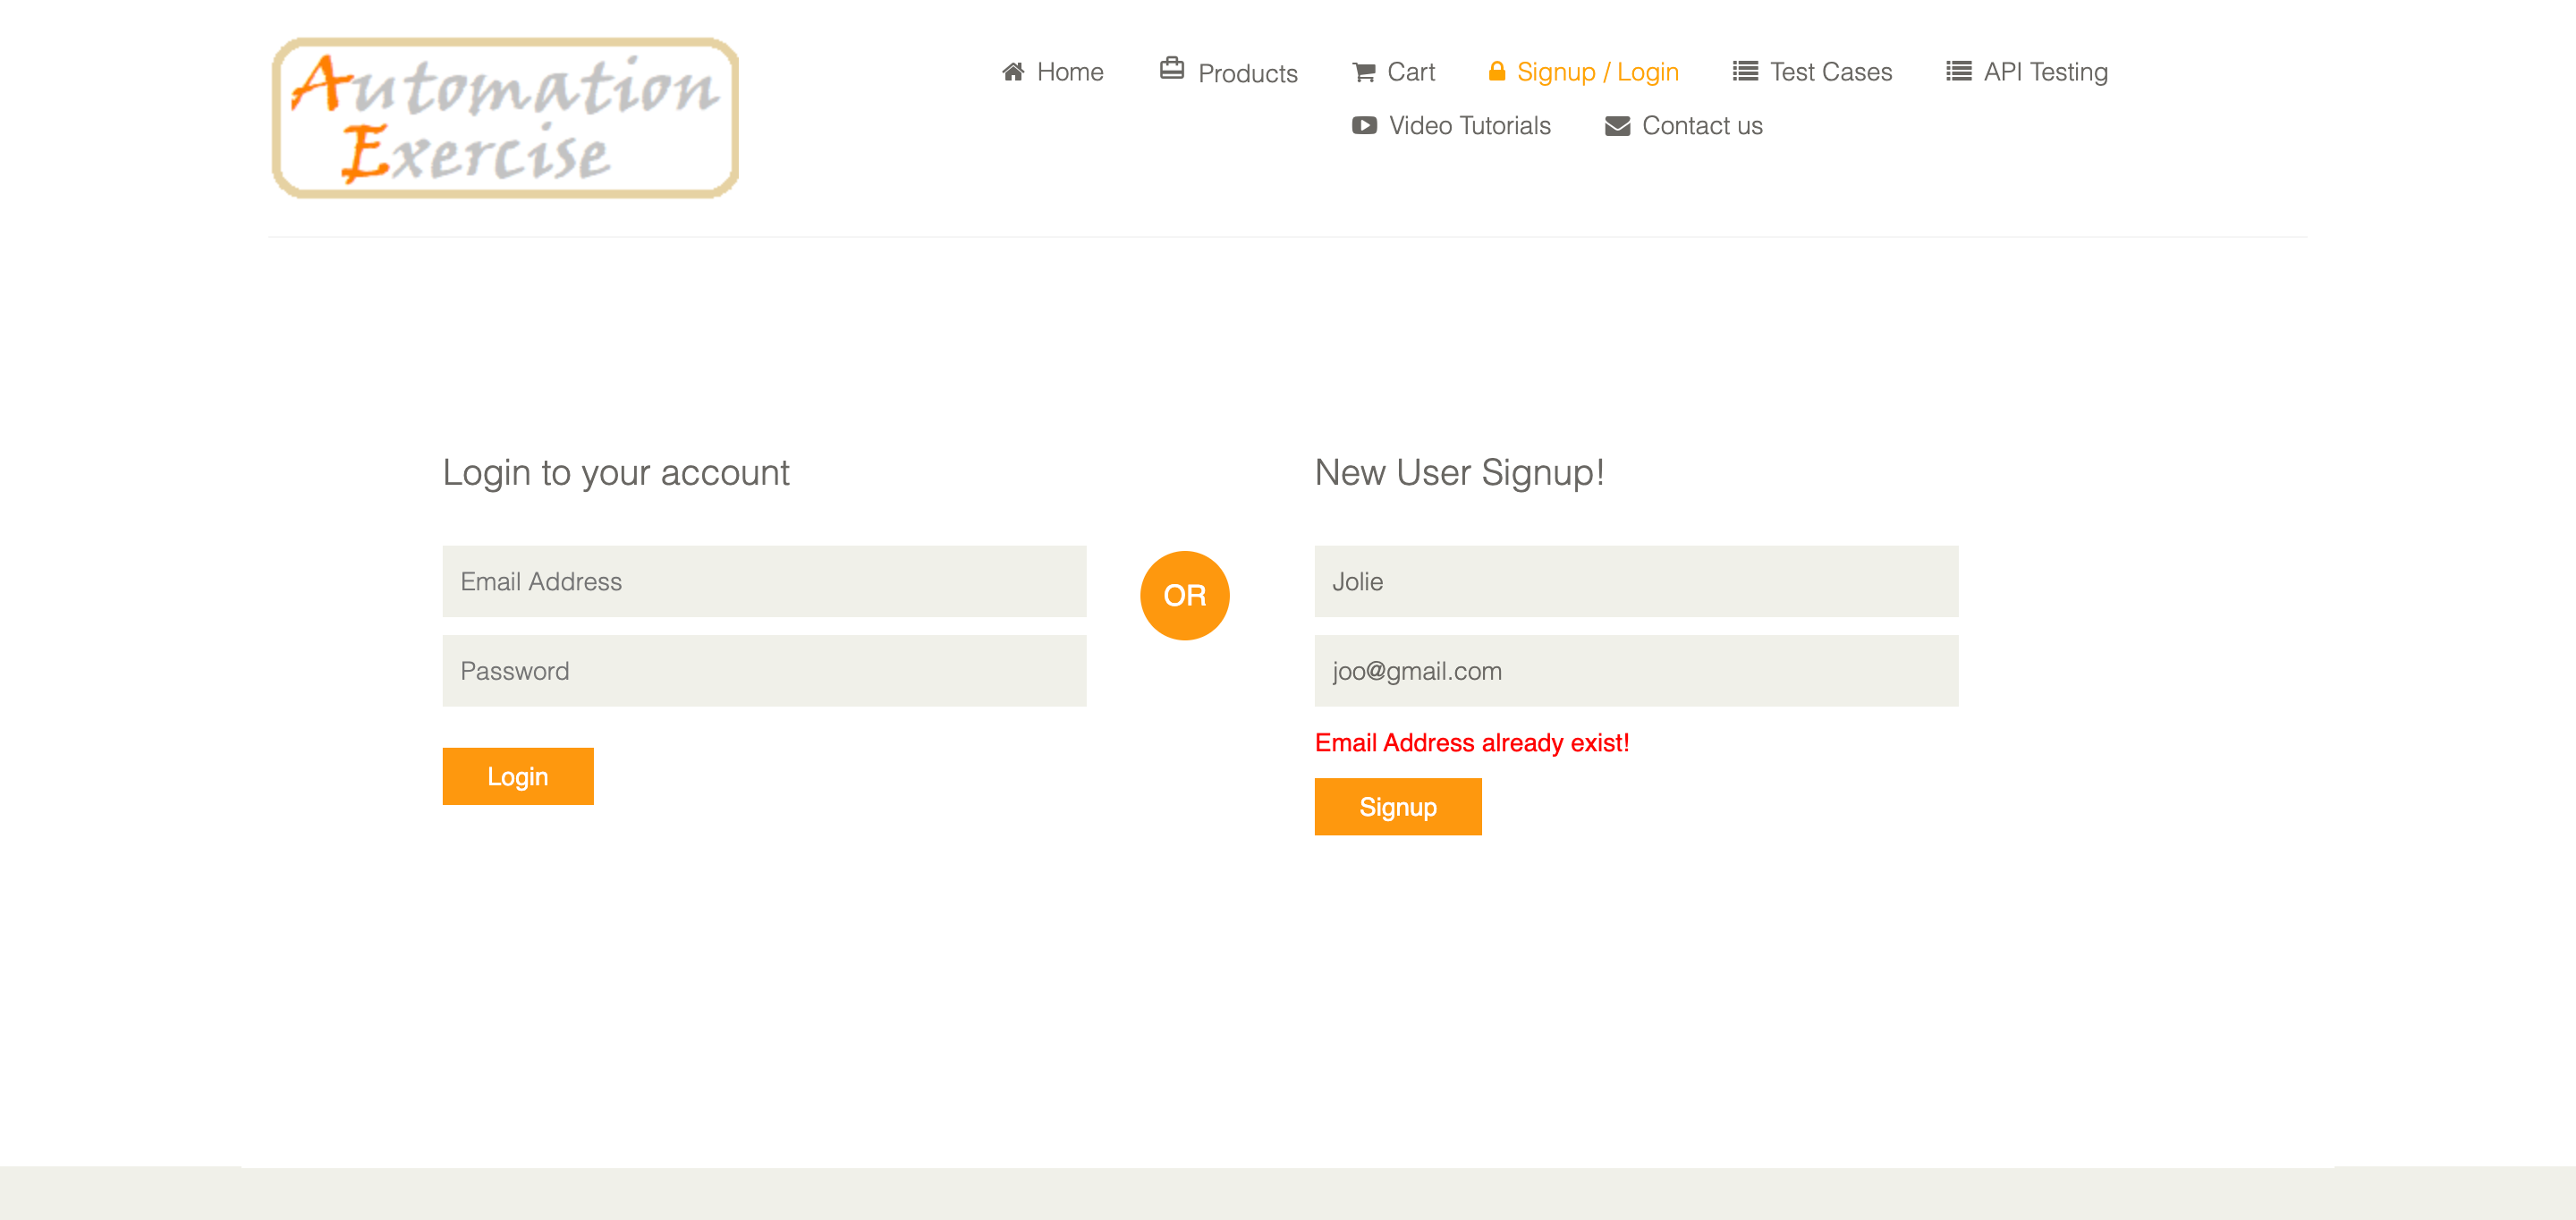 Automation
Exercise
Home Products Cart Signup / Login Test Cases API Testing
Video Tutorials Contact us
Login to your account
Email Address
Password
Login
OR
New User Signup!
Jolie
joo@gmail.com
Email Address already exist!
Signup